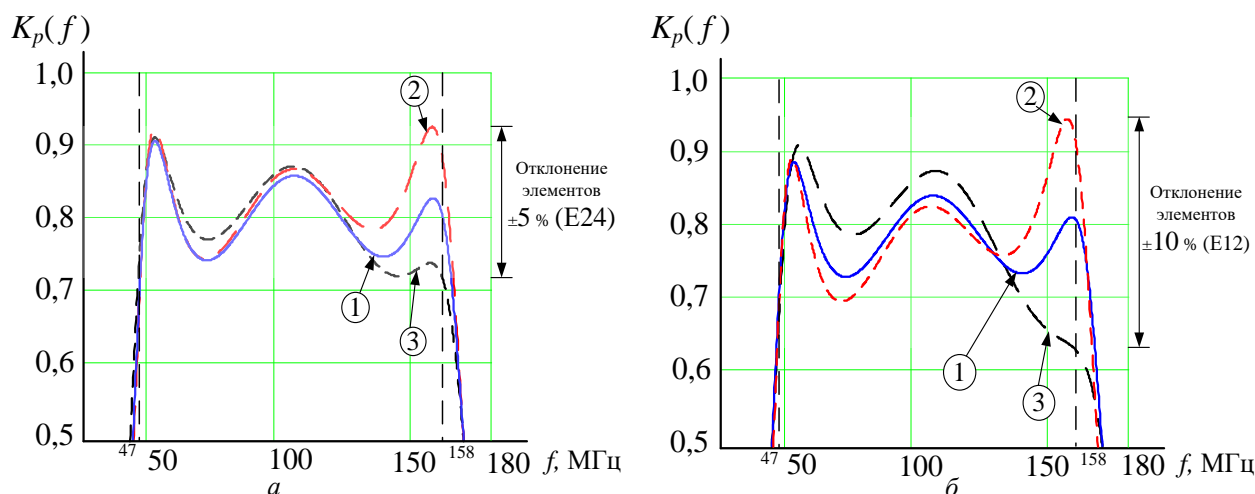 K_p(f)
1,0
0,9
0,8
0,7
0,6
0,5
2
1
3
Отклонение
элементов
±5 % (E24)
47
50
100
150
158
180
f, МГц
а
K_p(f)
1,0
0,9
0,8
0,7
0,6
0,5
2
1
3
Отклонение
элементов
±10 % (E12)
47
50
100
150
158
180
f, МГц
б